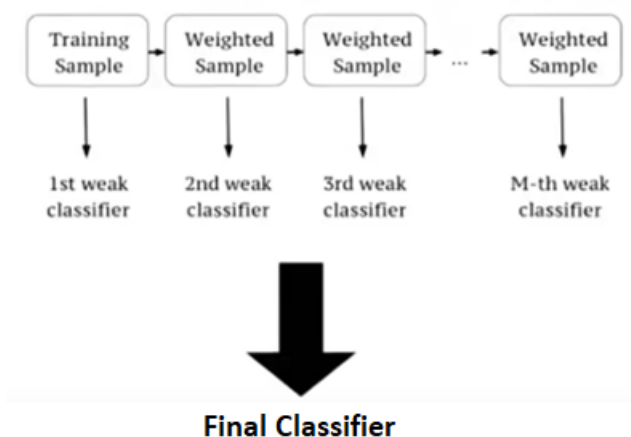 Training
Sample
Weighted
Sample
Weighted
Sample
...
Weighted
Sample
1st weak
classifier
2nd weak
classifier
3rd weak
classifier
M-th weak
classifier
Final Classifier